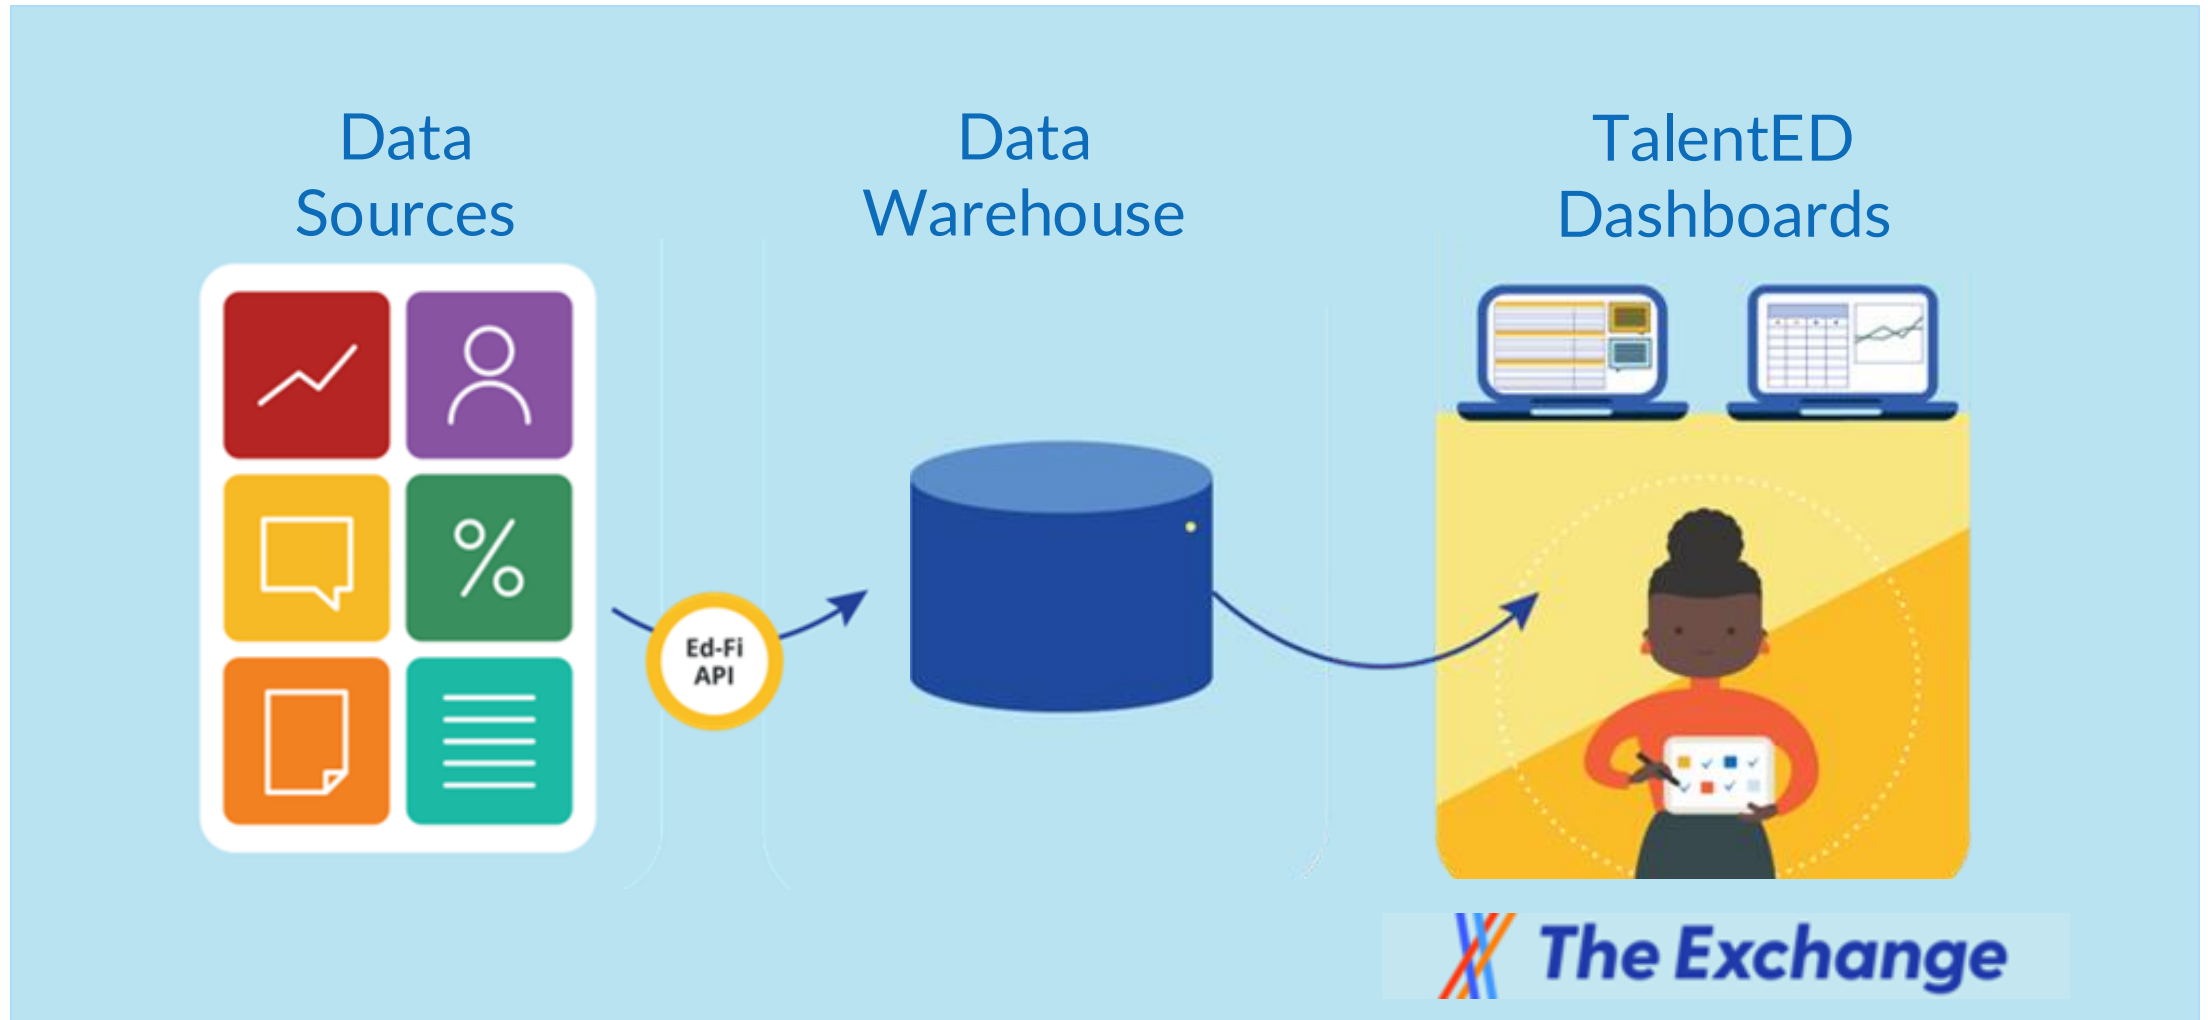 Data
Sources
Data
Warehouse
TalentED
Dashboards
%
Ed-Fi
API
The Exchange